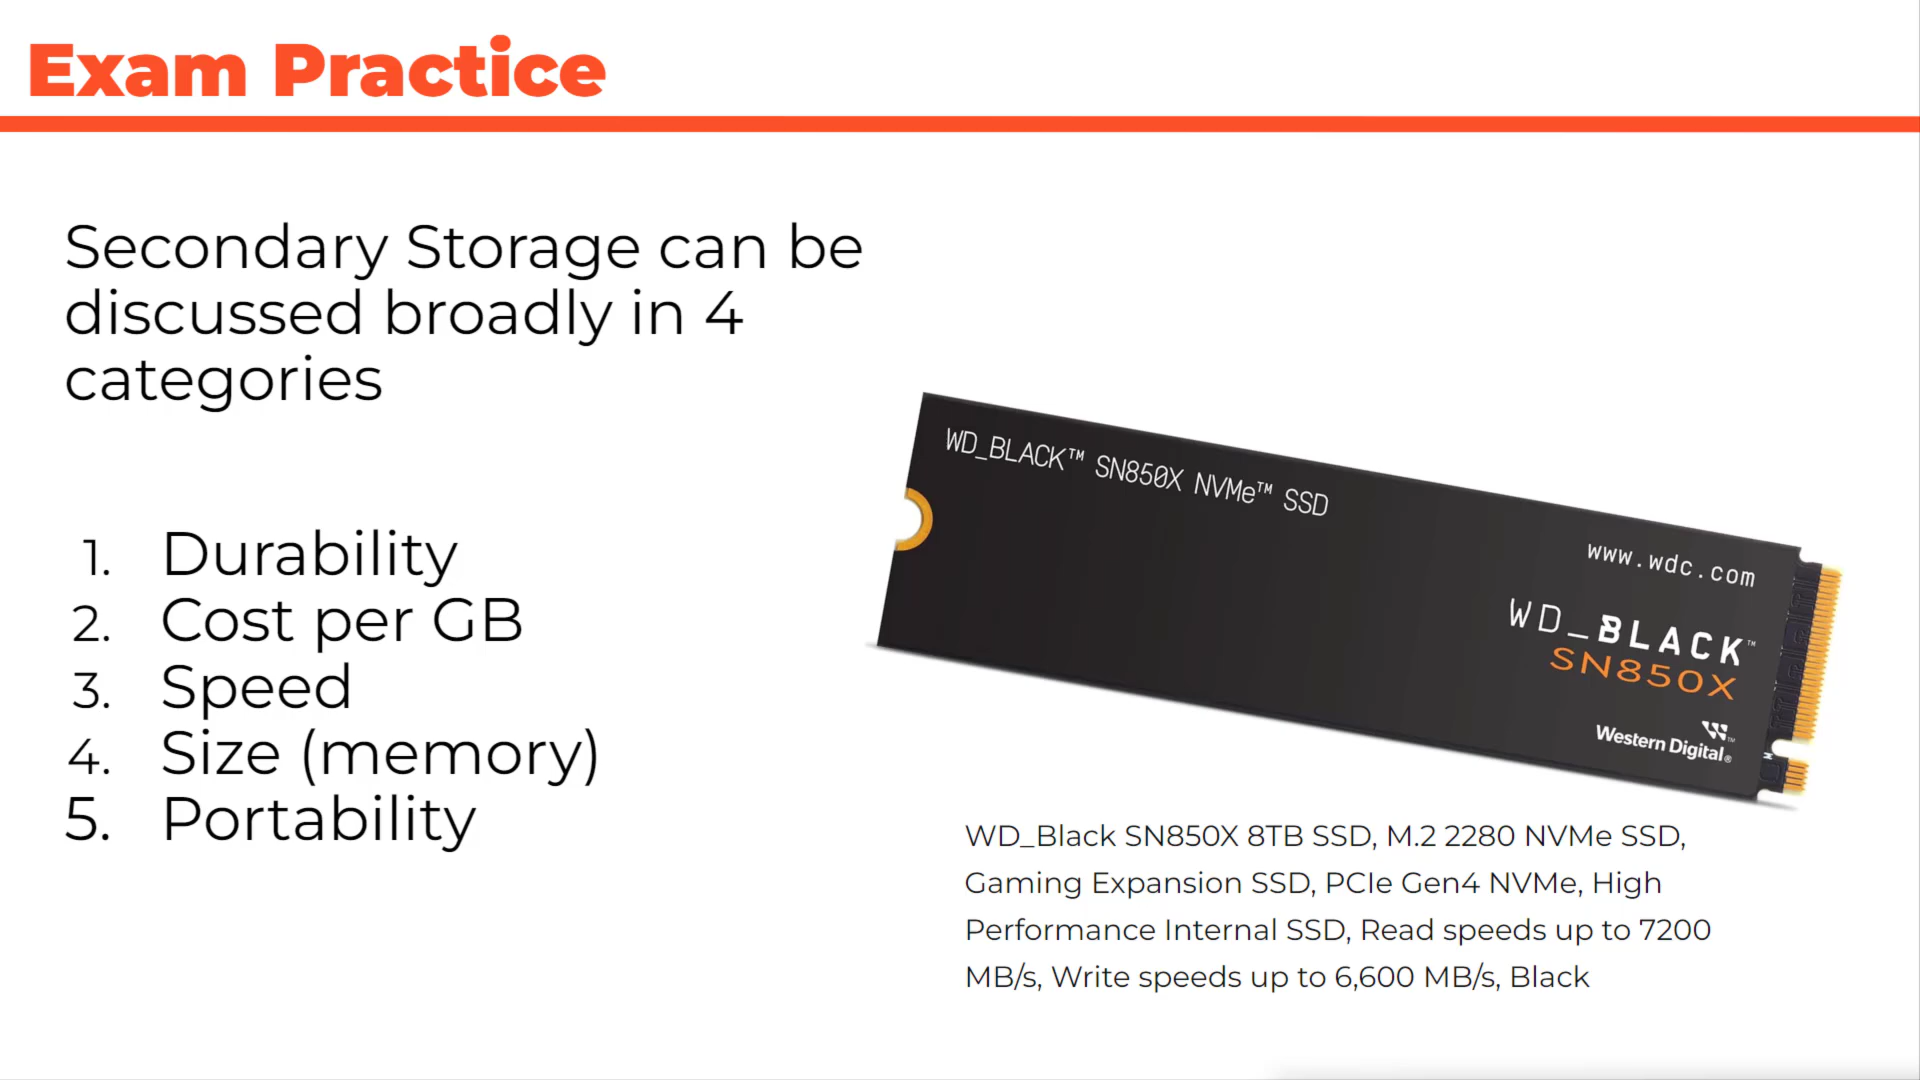 Exam Practice
Secondary Storage can be
discussed broadly in 4
categories
1. Durability
2. Cost per GB
3. Speed
4. Size (memory)
5. Portability
WD_BLACK™ SN850X NVMe™ SSD
www.wdc.com
WD_BLACK™
SN850X
Western Digital®
WD_Black SN850X 8TB SSD, M.2 2280 NVMe SSD,
Gaming Expansion SSD, PCIe Gen4 NVMe, High
Performance Internal SSD, Read speeds up to 7200
MB/s, Write speeds up to 6,600 MB/s, Black